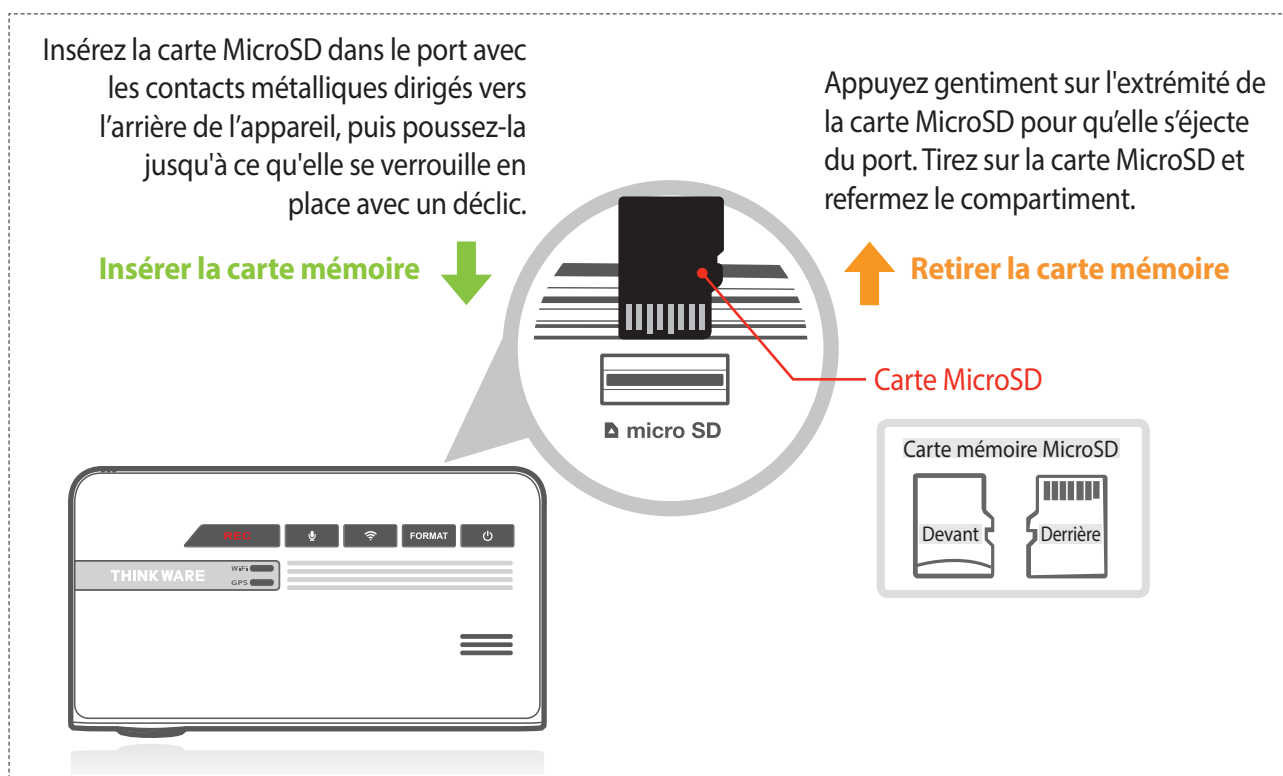 Insérez la carte MicroSD dans le port avec
les contacts métalliques dirigés vers
l’arrière de l’appareil, puis poussez-la
jusqu'à ce qu'elle se verrouille en
place avec un déclic.
Insérer la carte mémoire
Appuyez gentiment sur l'extrémité de
la carte MicroSD pour qu’elle s’éjecte
du port. Tirez sur la carte MicroSD et
refermez le compartiment.
Retirer la carte mémoire
Carte MicroSD
micro SD
Carte mémoire MicroSD
Devant
Derrière
REC
FORMAT
THINKWARE
WiFi
GPS